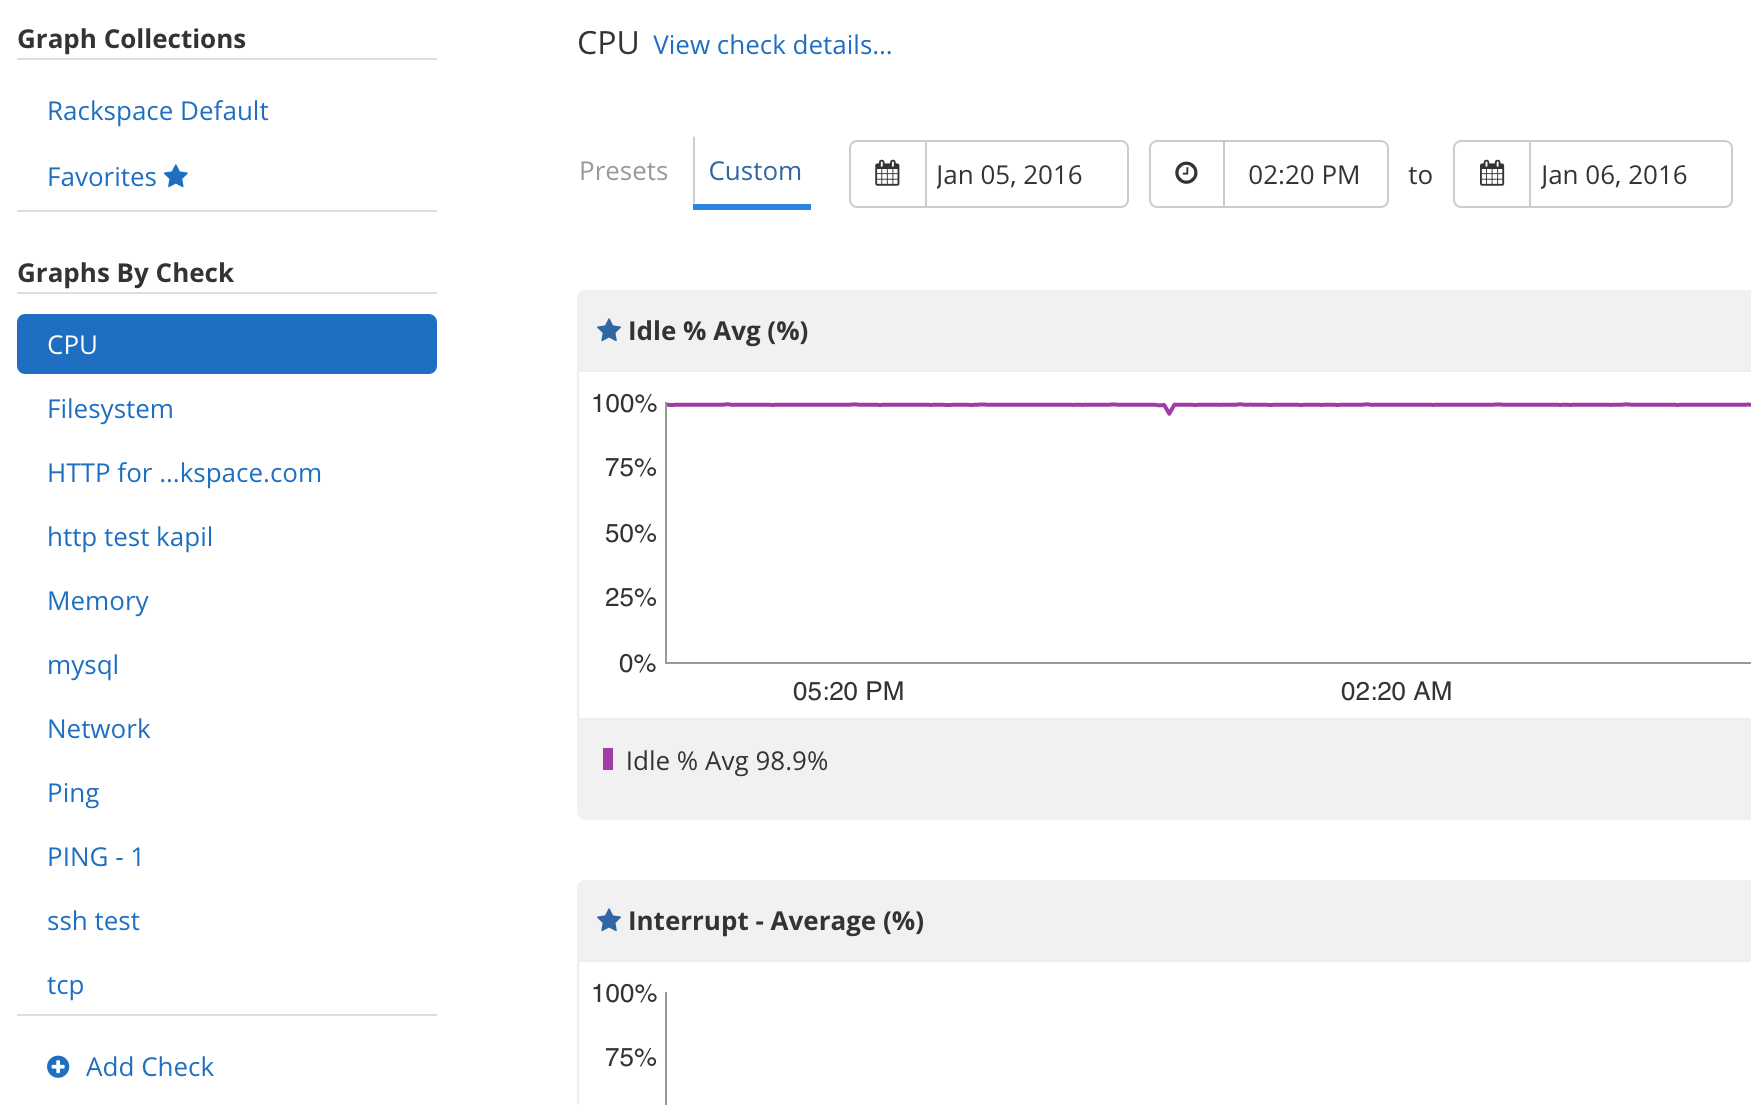 Graph Collections
Rackspace Default
Favorites
Graphs By Check
CPU
Filesystem
HTTP for ...kspace.com
http test kapil
Memory
mysql
Network
Ping
PING - 1
ssh test
tcp
Add Check
CPU View check details...
Presets Custom Jan 05, 2016 02:20 PM to Jan 06, 2016
Idle % Avg (%)
100%
75%
50%
25%
0%
05:20 PM 02:20 AM
Idle % Avg 98.9%
Interrupt - Average (%)
100%
75%